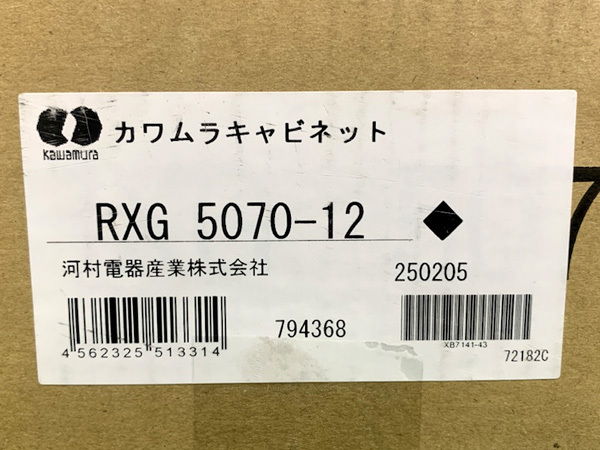 カワムラキャビネット
kawamura
RXG 5070-12
河村電器産業株式会社
250205
794368
4 562325 513314
XB7141-43
72182C
7